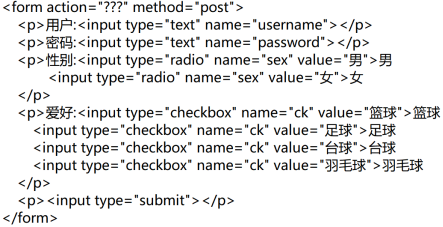 <form action="???" method="post">
<p>用户:<input type="text" name="username"></p>
<p>密码:<input type="text" name="password"></p>
<p>性别:<input type="radio" name="sex" value="男">男
<input type="radio" name="sex" value="女">女
</p>
<p>爱好:<input type="checkbox" name="ck" value="篮球">篮球
<input type="checkbox" name="ck" value="足球">足球
<input type="checkbox" name="ck" value="台球">台球
<input type="checkbox" name="ck" value="羽毛球">羽毛球
</p>
<p><input type="submit"></p>
</form>